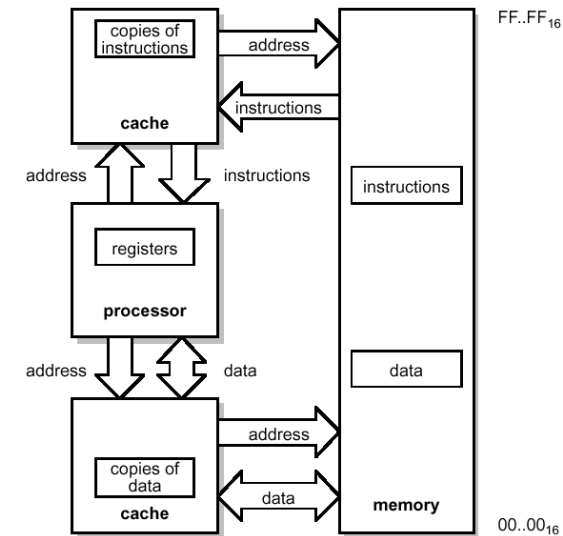 copies of
instructions
address
FF..FF16
instructions
cache
address
instructions
instructions
registers
processor
address
data
data
address
copies of
data
data
memory
cache
00..0016